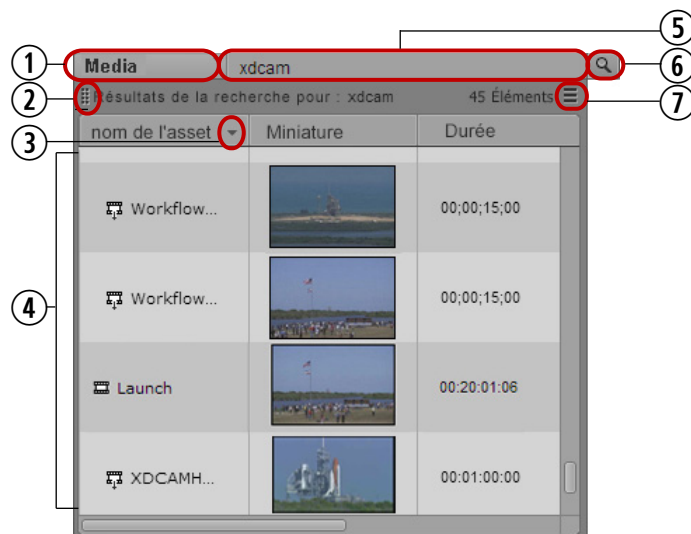 5
1 Media xdcam 6
2 Résultats de la recherche pour : xdcam 45 Éléments 7
3 nom de l'asset Miniature Durée
Workflow... 00;00;15;00
4 Workflow... 00;00;15;00
Launch 00:20:01:06
XDCAMH... 00:01:00:00